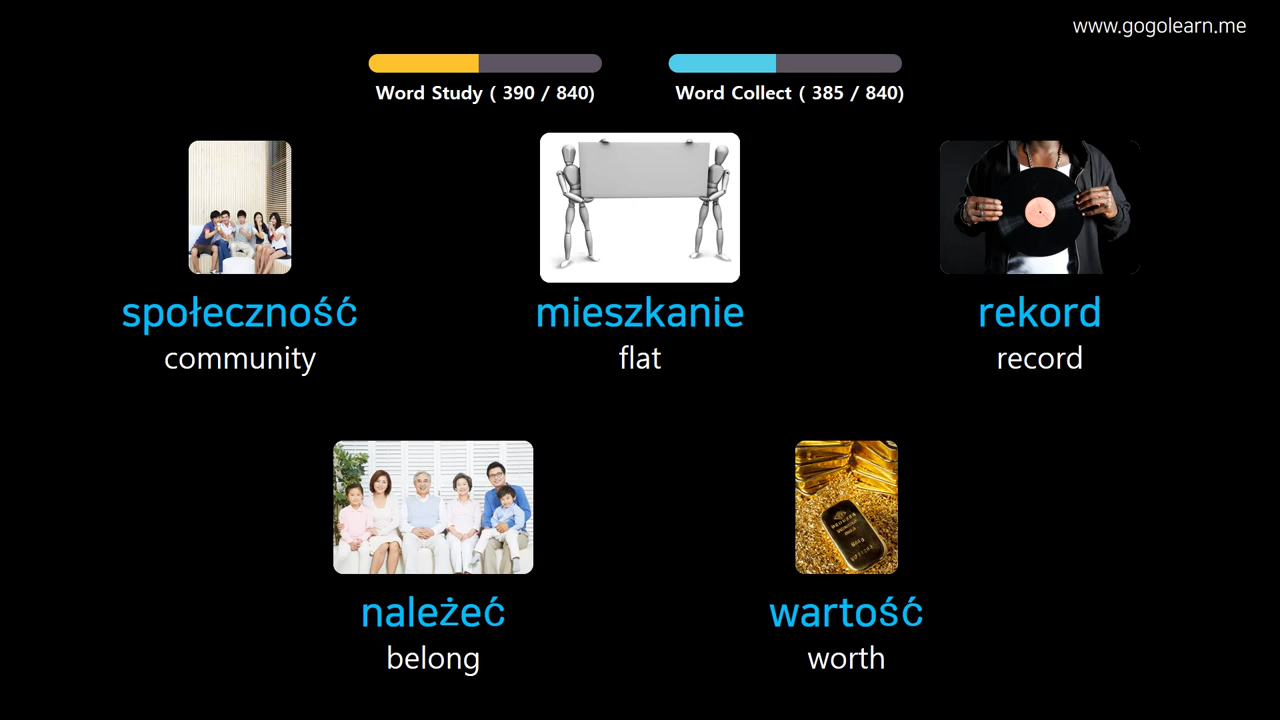 www.gogolearn.me
Word Study ( 390 / 840)
Word Collect ( 385 / 840)
społeczność
community
mieszkanie
flat
rekord
record
należeć
belong
wartość
worth